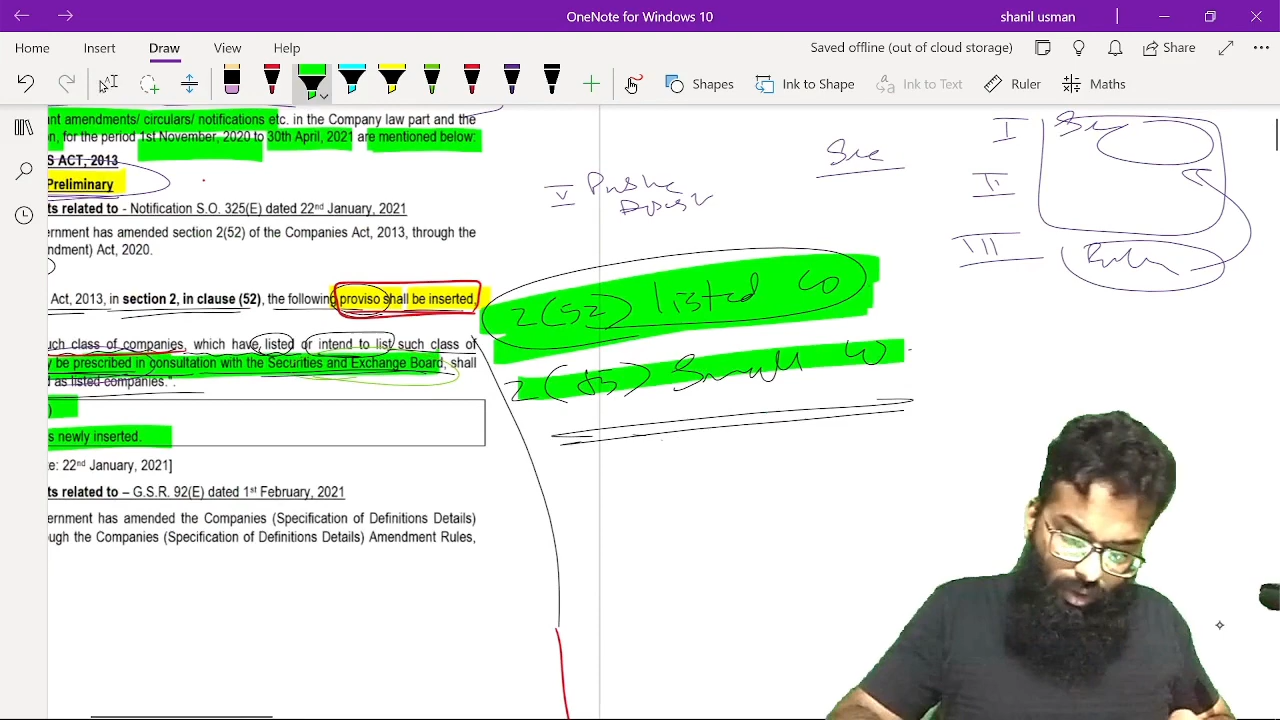 OneNote for Windows 10
shanil usman
Home Insert Draw View Help
Saved offline (out of cloud storage)
Share
Shapes
Ink to Shape
Ink to Text
Ruler
Maths
nt amendments/ circulars/ notifications etc. in the Company law part and the
n, for the period 1st November, 2020 to 30th April, 2021 are mentioned below:
S ACT, 2013
Preliminary
ts related to - Notification S.O. 325(E) dated 22nd January, 2021
ernment has amended section 2(52) of the Companies Act, 2013, through the
ndment) Act, 2020.
Act, 2013, in section 2, in clause (52), the following proviso shall be inserted,
uch class of companies, which have listed or intend to list such class of
y be prescribed in consultation with the Securities and Exchange Board, shall
d as listed companies.".
)
s newly inserted.
e: 22nd January, 2021]
ts related to – G.S.R. 92(E) dated 1st February, 2021
ernment has amended the Companies (Specification of Definitions Details)
ugh the Companies (Specification of Definitions Details) Amendment Rules,
V
Sec
I Sec
II
III Rules
2(52) listed co
2(85) Small co